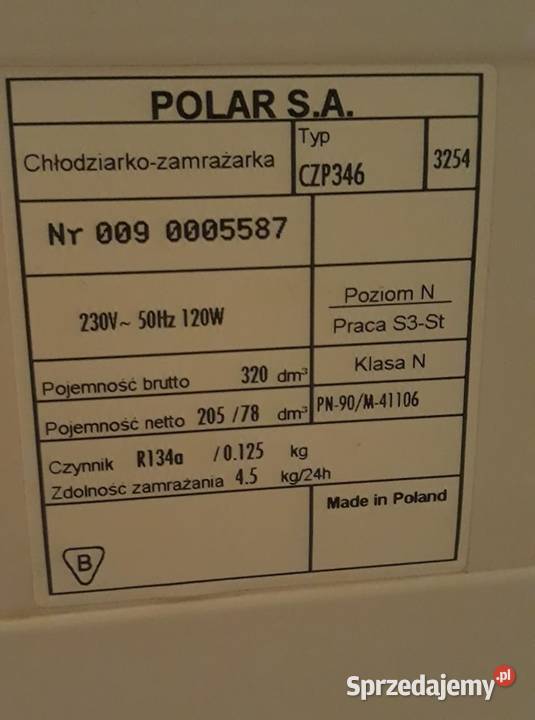 POLAR S.A.
Chłodziarko-zamrażarka
Typ
CZP346
3254
Nr 009 0005587
230V~ 50Hz 120W
Poziom N
Praca S3-St
Klasa N
Pojemność brutto 320 dm³
Pojemność netto 205 /78 dm³
PN-90/M-41106
Czynnik R134a /0.125 kg
Zdolność zamrażania 4.5 kg/24h
Made in Poland
B
Sprzedajemy.pl